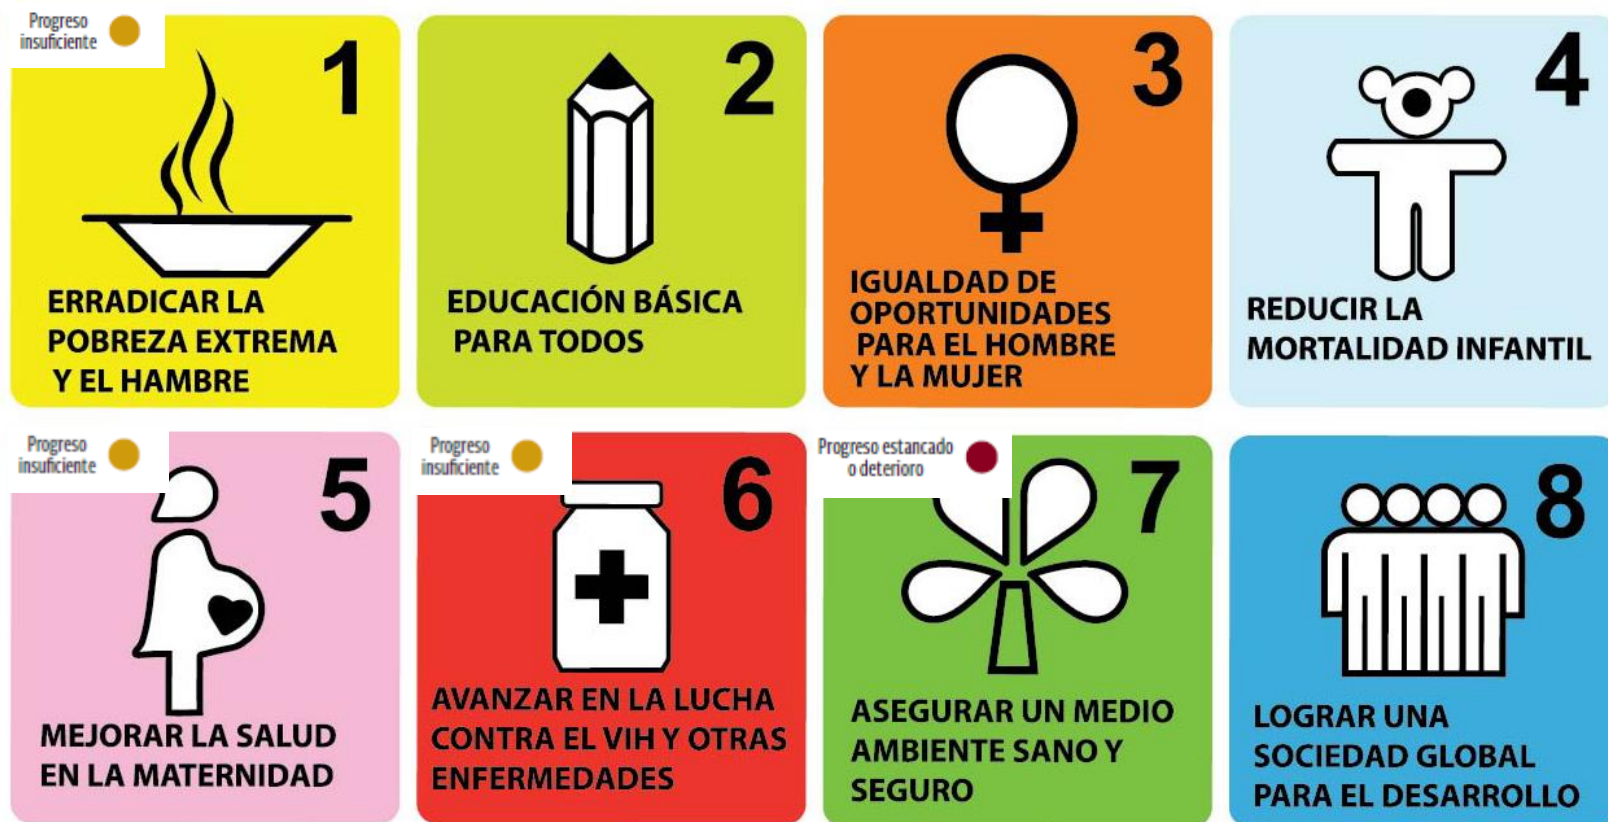 Progreso
insuficiente
1
ERRADICAR LA
POBREZA EXTREMA
Y EL HAMBRE
2
EDUCACIÓN BÁSICA
PARA TODOS
3
IGUALDAD DE
OPORTUNIDADES
PARA EL HOMBRE
Y LA MUJER
4
REDUCIR LA
MORTALIDAD INFANTIL
Progreso
insuficiente
5
MEJORAR LA SALUD
EN LA MATERNIDAD
Progreso
insuficiente
6
AVANZAR EN LA LUCHA
CONTRA EL VIH Y OTRAS
ENFERMEDADES
Progreso estancado
o deterioro
7
ASEGURAR UN MEDIO
AMBIENTE SANO Y
SEGURO
8
LOGRAR UNA
SOCIEDAD GLOBAL
PARA EL DESARROLLO